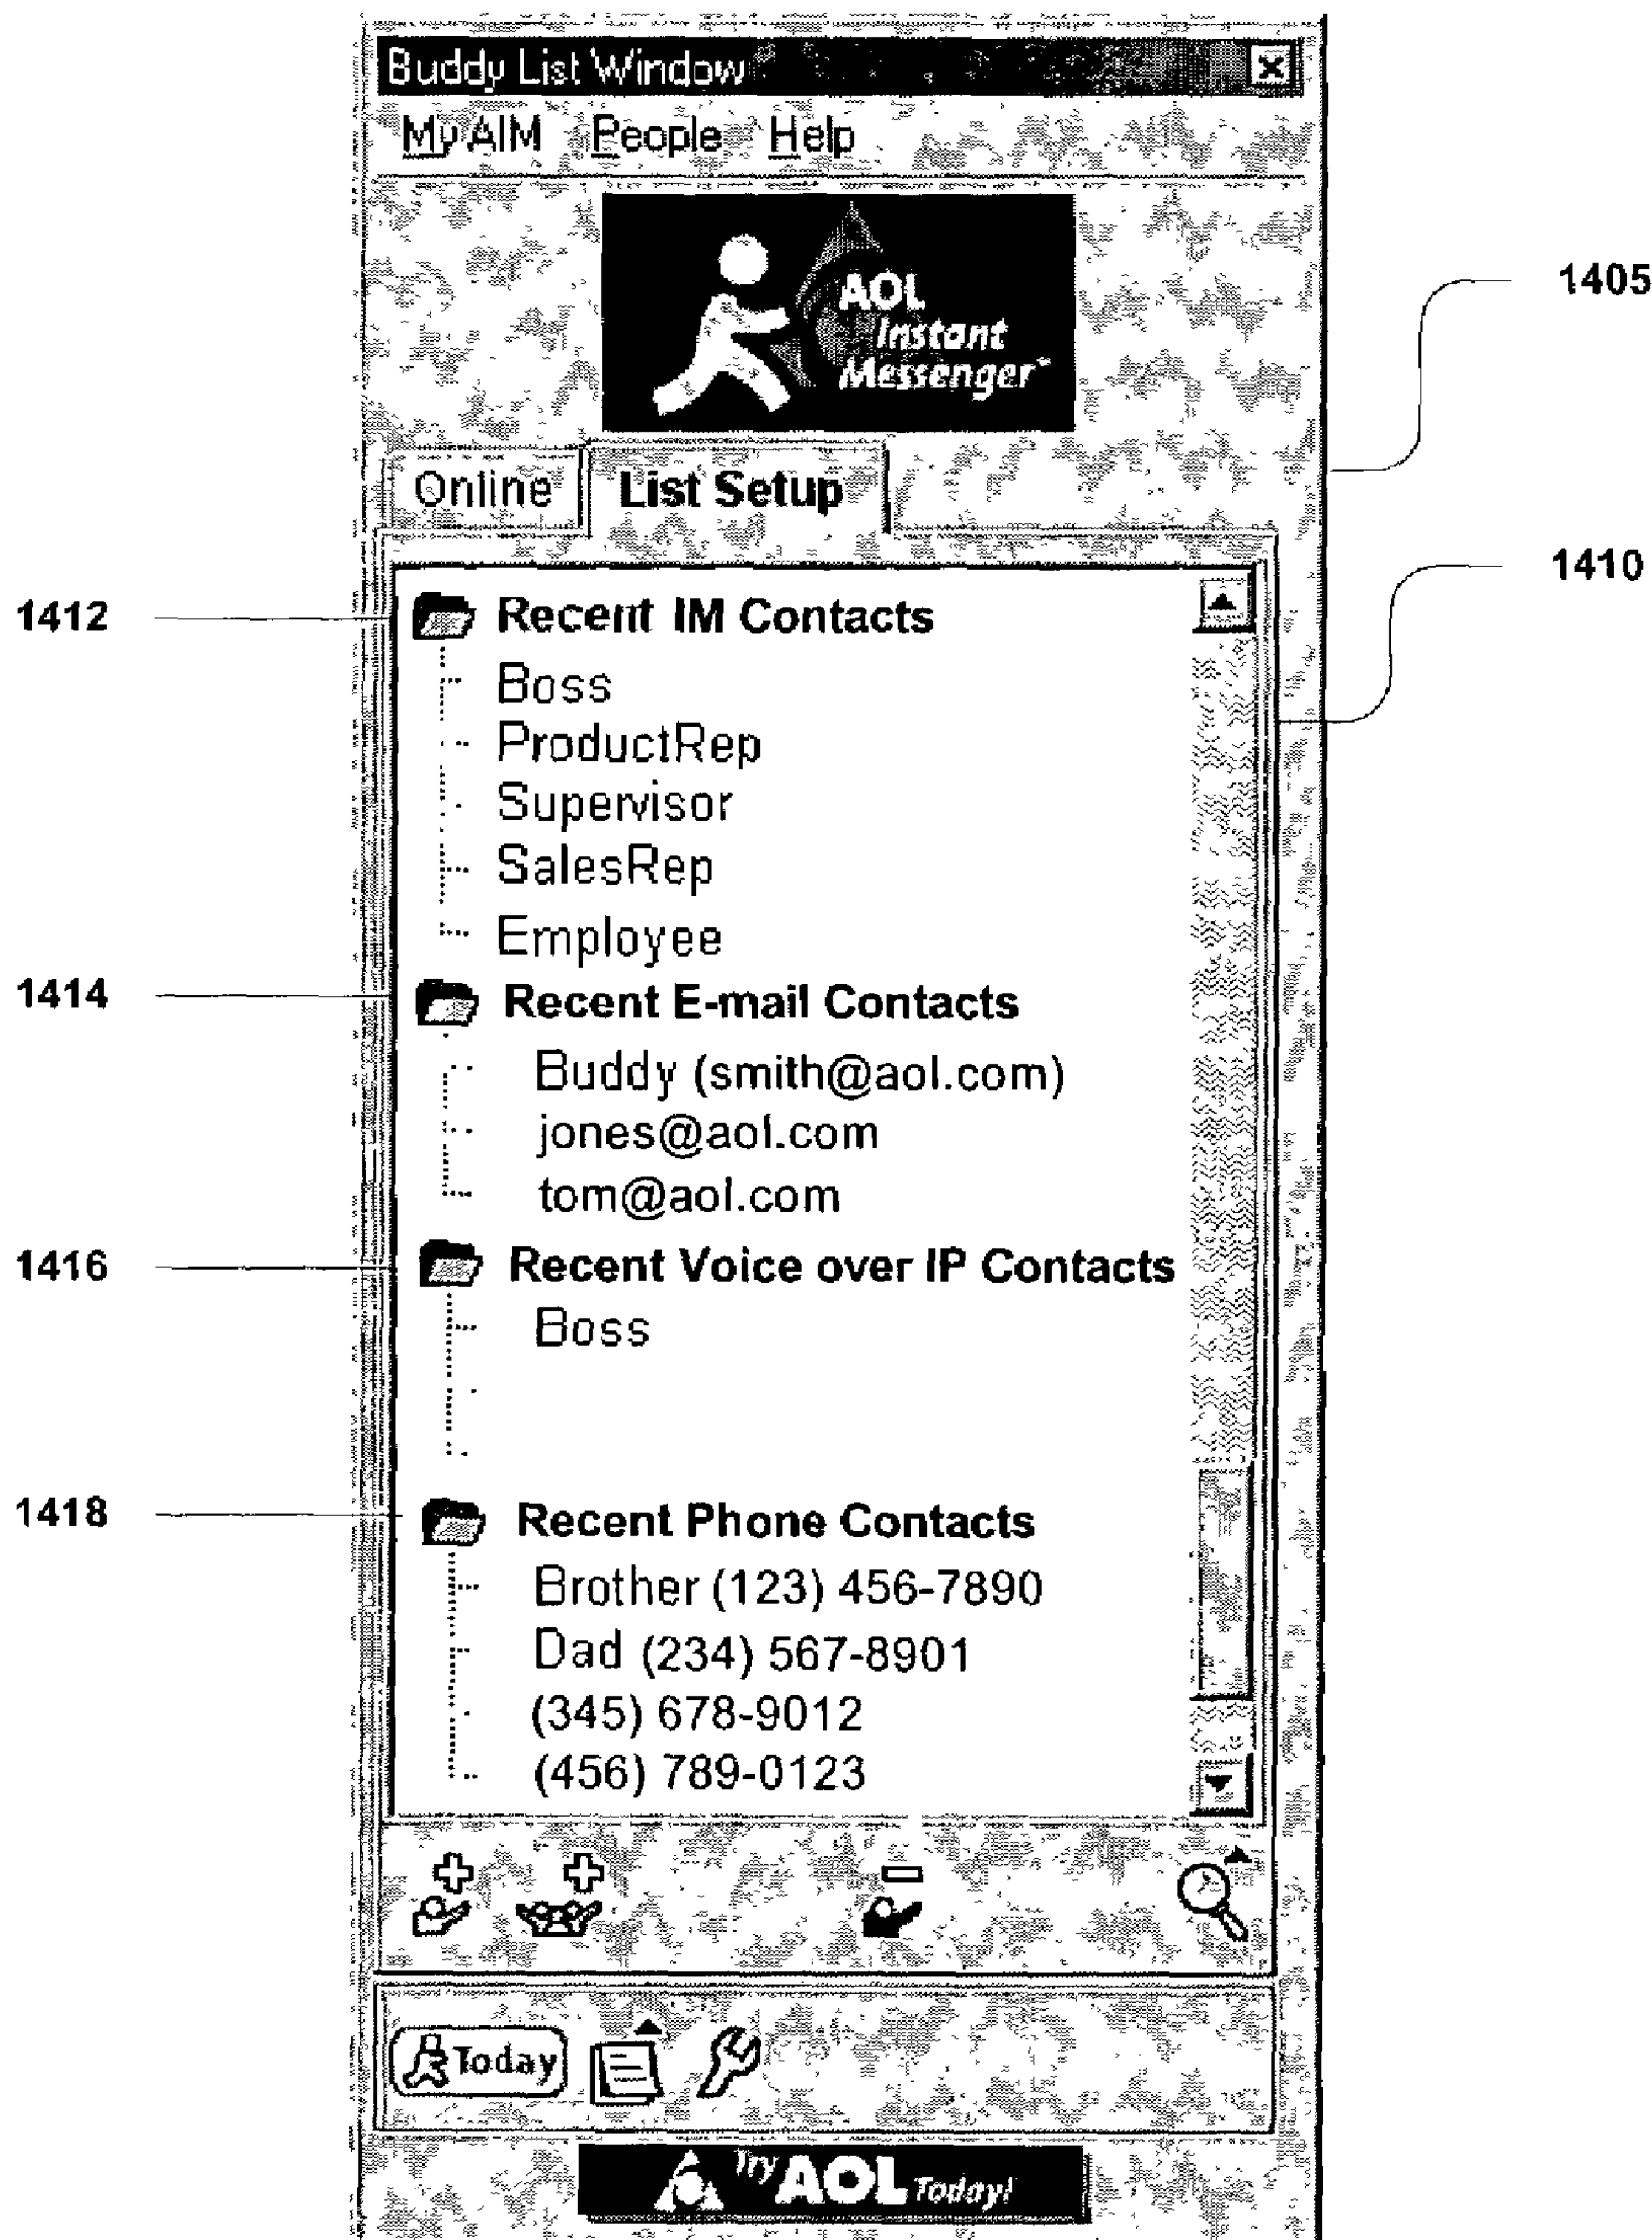 Buddy List Window
My AIM People Help
AOL
Instant
Messenger™
1405
Online List Setup
1410
1412 Recent IM Contacts
Boss
ProductRep
Supervisor
SalesRep
Employee
1414 Recent E-mail Contacts
Buddy (smith@aol.com)
jones@aol.com
tom@aol.com
1416 Recent Voice over IP Contacts
Boss
1418 Recent Phone Contacts
Brother (123) 456-7890
Dad (234) 567-8901
(345) 678-9012
(456) 789-0123
Today
Try AOL Today!